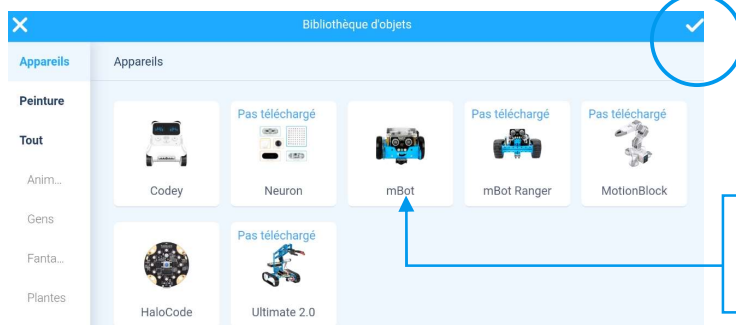 Bibliothèque d'objets
Appareils
Appareils
Peinture
Tout
Anim...
Gens
Fanta...
Plantes
Codey
Pas téléchargé
Neuron
mBot
Pas téléchargé
mBot Ranger
Pas téléchargé
MotionBlock
HaloCode
Pas téléchargé
Ultimate 2.0